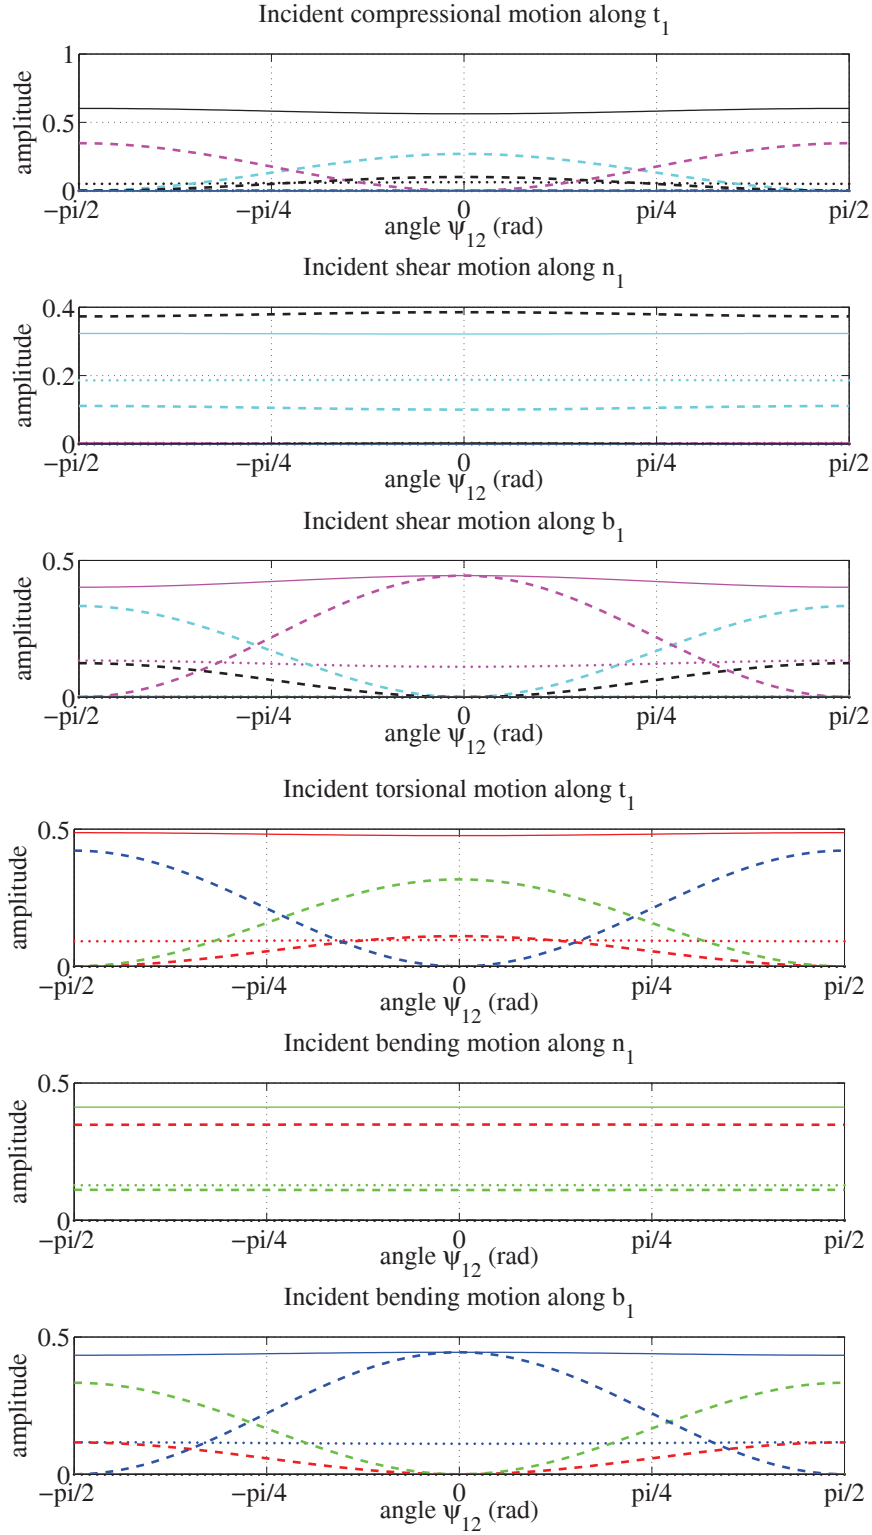 Incident compressional motion along t₁
1
0.5
0
amplitude
−pi/2 −pi/4 0 pi/4 pi/2
angle ψ₁₂ (rad)
Incident shear motion along n₁
0.4
0.2
0
amplitude
−pi/2 −pi/4 0 pi/4 pi/2
angle ψ₁₂ (rad)
Incident shear motion along b₁
0.5
0
amplitude
−pi/2 −pi/4 0 pi/4 pi/2
angle ψ₁₂ (rad)
Incident torsional motion along t₁
0.5
0
amplitude
−pi/2 −pi/4 0 pi/4 pi/2
angle ψ₁₂ (rad)
Incident bending motion along n₁
0.5
0
amplitude
−pi/2 −pi/4 0 pi/4 pi/2
angle ψ₁₂ (rad)
Incident bending motion along b₁
0.5
0
amplitude
−pi/2 −pi/4 0 pi/4 pi/2
angle ψ₁₂ (rad)